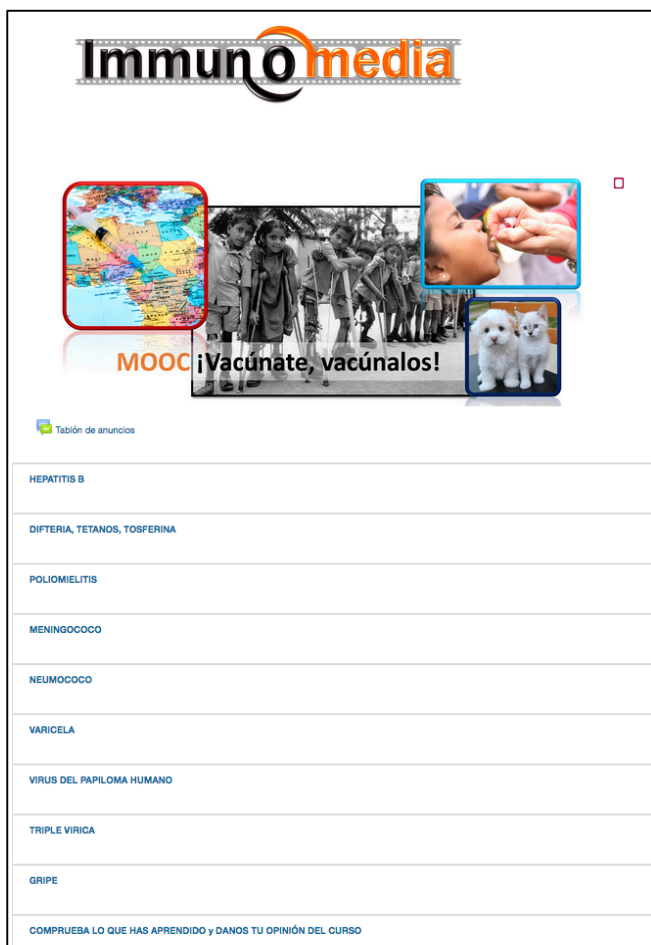 Immunomedia
MOOC ¡Vacúnate, vacúnalos!
Tablón de anuncios
HEPATITIS B
DIFTERIA, TETANOS, TOSFERINA
POLIOMIELITIS
MENINGOCOCO
NEUMOCOCO
VARICELA
VIRUS DEL PAPILOMA HUMANO
TRIPLE VIRICA
GRIPE
COMPRUEBA LO QUE HAS APRENDIDO y DANOS TU OPINIÓN DEL CURSO